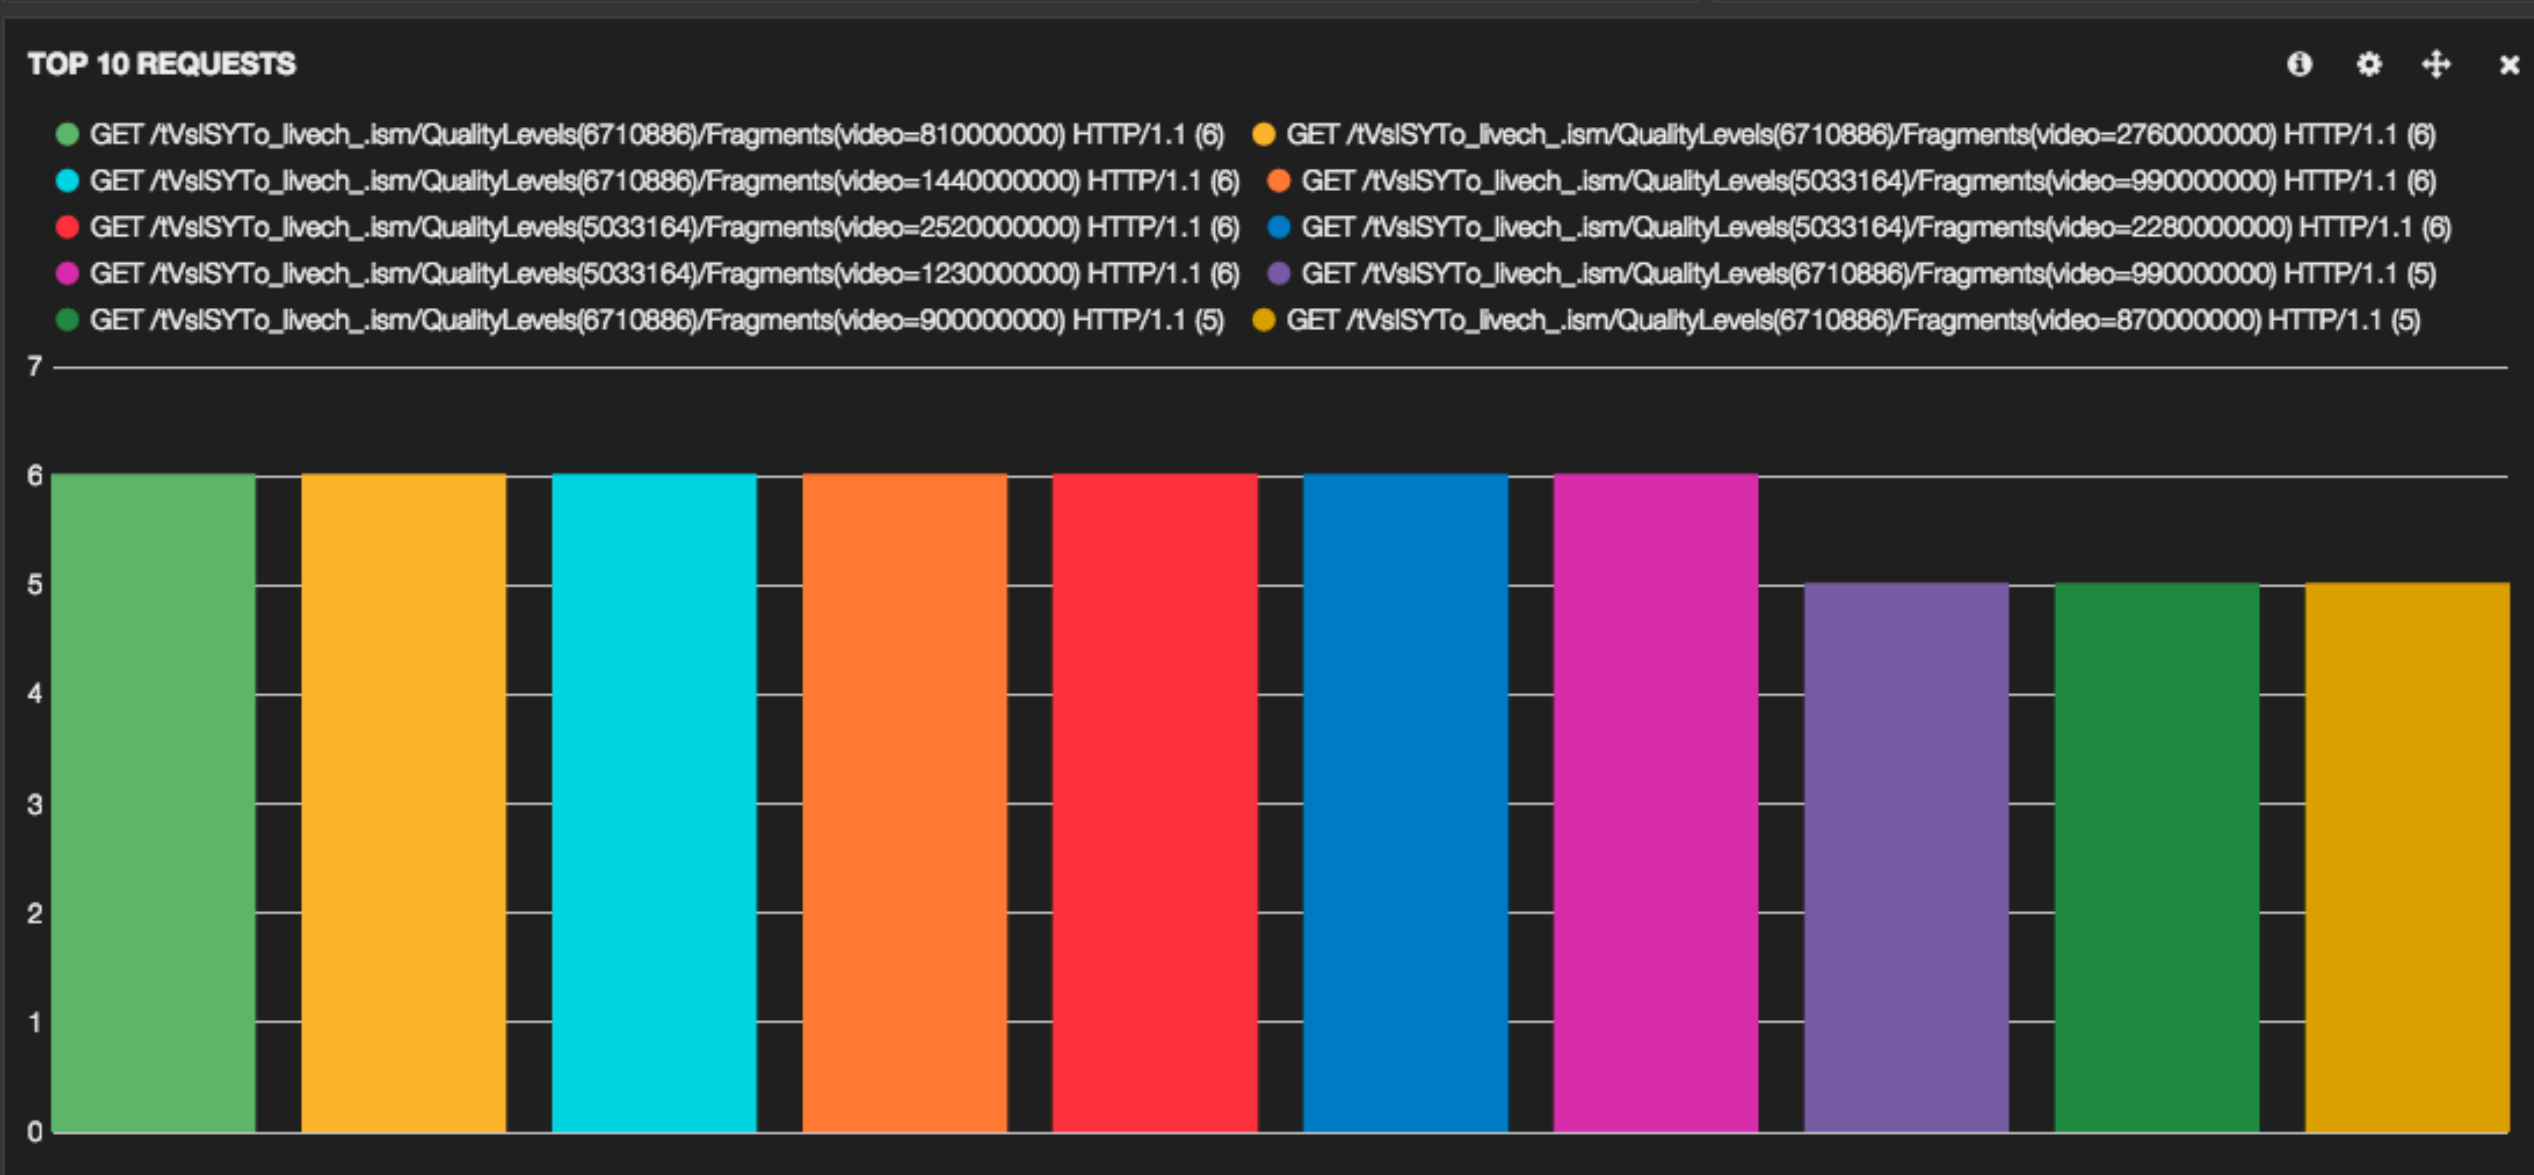 TOP 10 REQUESTS
GET /tVslSYTo_livech_.ism/QualityLevels(6710886)/Fragments(video=810000000) HTTP/1.1 (6) GET /tVslSYTo_livech_.ism/QualityLevels(6710886)/Fragments(video=2760000000) HTTP/1.1 (6)
GET /tVslSYTo_livech_.ism/QualityLevels(6710886)/Fragments(video=1440000000) HTTP/1.1 (6) GET /tVslSYTo_livech_.ism/QualityLevels(5033164)/Fragments(video=990000000) HTTP/1.1 (6)
GET /tVslSYTo_livech_.ism/QualityLevels(5033164)/Fragments(video=2520000000) HTTP/1.1 (6) GET /tVslSYTo_livech_.ism/QualityLevels(5033164)/Fragments(video=2280000000) HTTP/1.1 (6)
GET /tVslSYTo_livech_.ism/QualityLevels(5033164)/Fragments(video=1230000000) HTTP/1.1 (6) GET /tVslSYTo_livech_.ism/QualityLevels(6710886)/Fragments(video=990000000) HTTP/1.1 (5)
GET /tVslSYTo_livech_.ism/QualityLevels(6710886)/Fragments(video=900000000) HTTP/1.1 (5) GET /tVslSYTo_livech_.ism/QualityLevels(6710886)/Fragments(video=870000000) HTTP/1.1 (5)
7
6
5
4
3
2
1
0